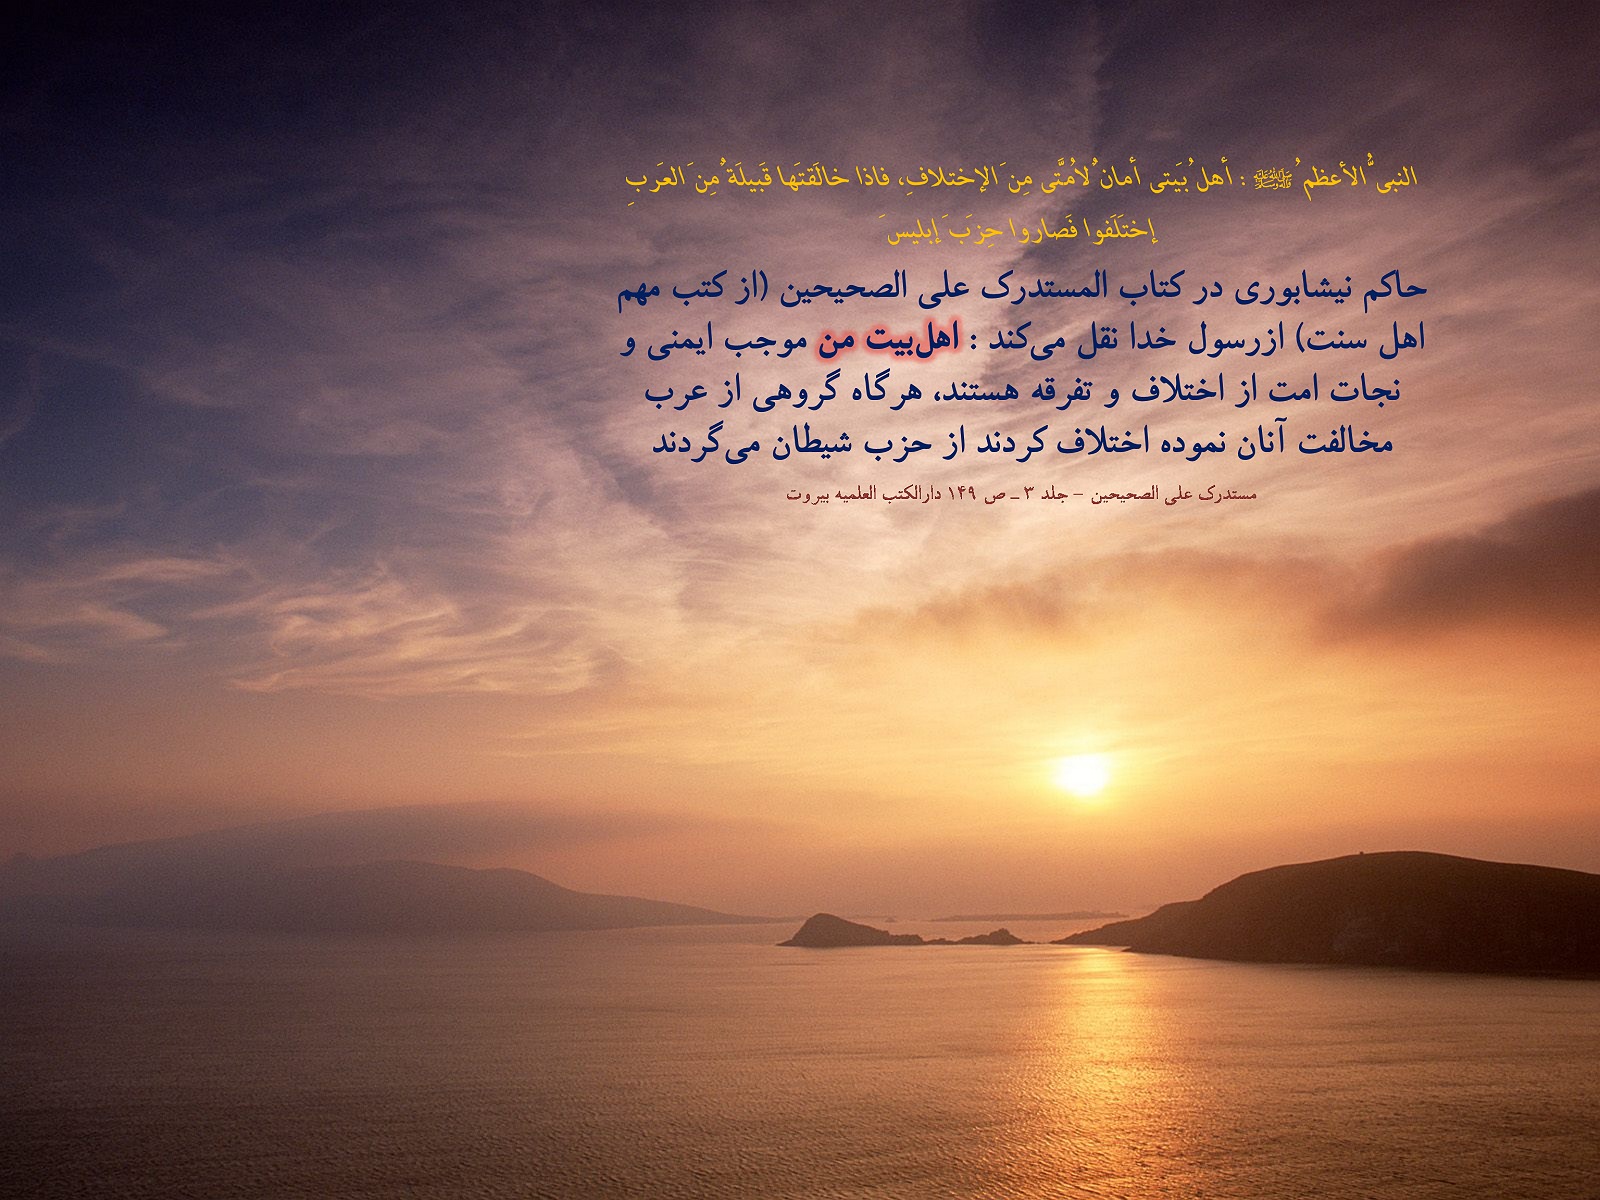 النبیُّ الأعظمُ ﷺ : أهلُ بَیتی أمانٌ لاُمَّتی مِنَ الإختلافِ، فاذا خالَفَتها قَبیلَةٌ مِنَ العَربِ
إختَلَفوا فَصاروا حِزبَ إبلیسَ
حاکم نیشابوری در کتاب المستدرک علی الصحیحین (از کتب مهم
اهل سنت) ازرسول خدا نقل می‌کند : اهل‌بیت من موجب ایمنی و
نجات امت از اختلاف و تفرقه هستند، هرگاه گروهی از عرب
مخالفت آنان نموده اختلاف کردند از حزب شیطان می‌گردند
مستدرک علی الصحیحین – جلد ۳ ـ ص ۱۴۹ دارالکتب العلمیه بیروت